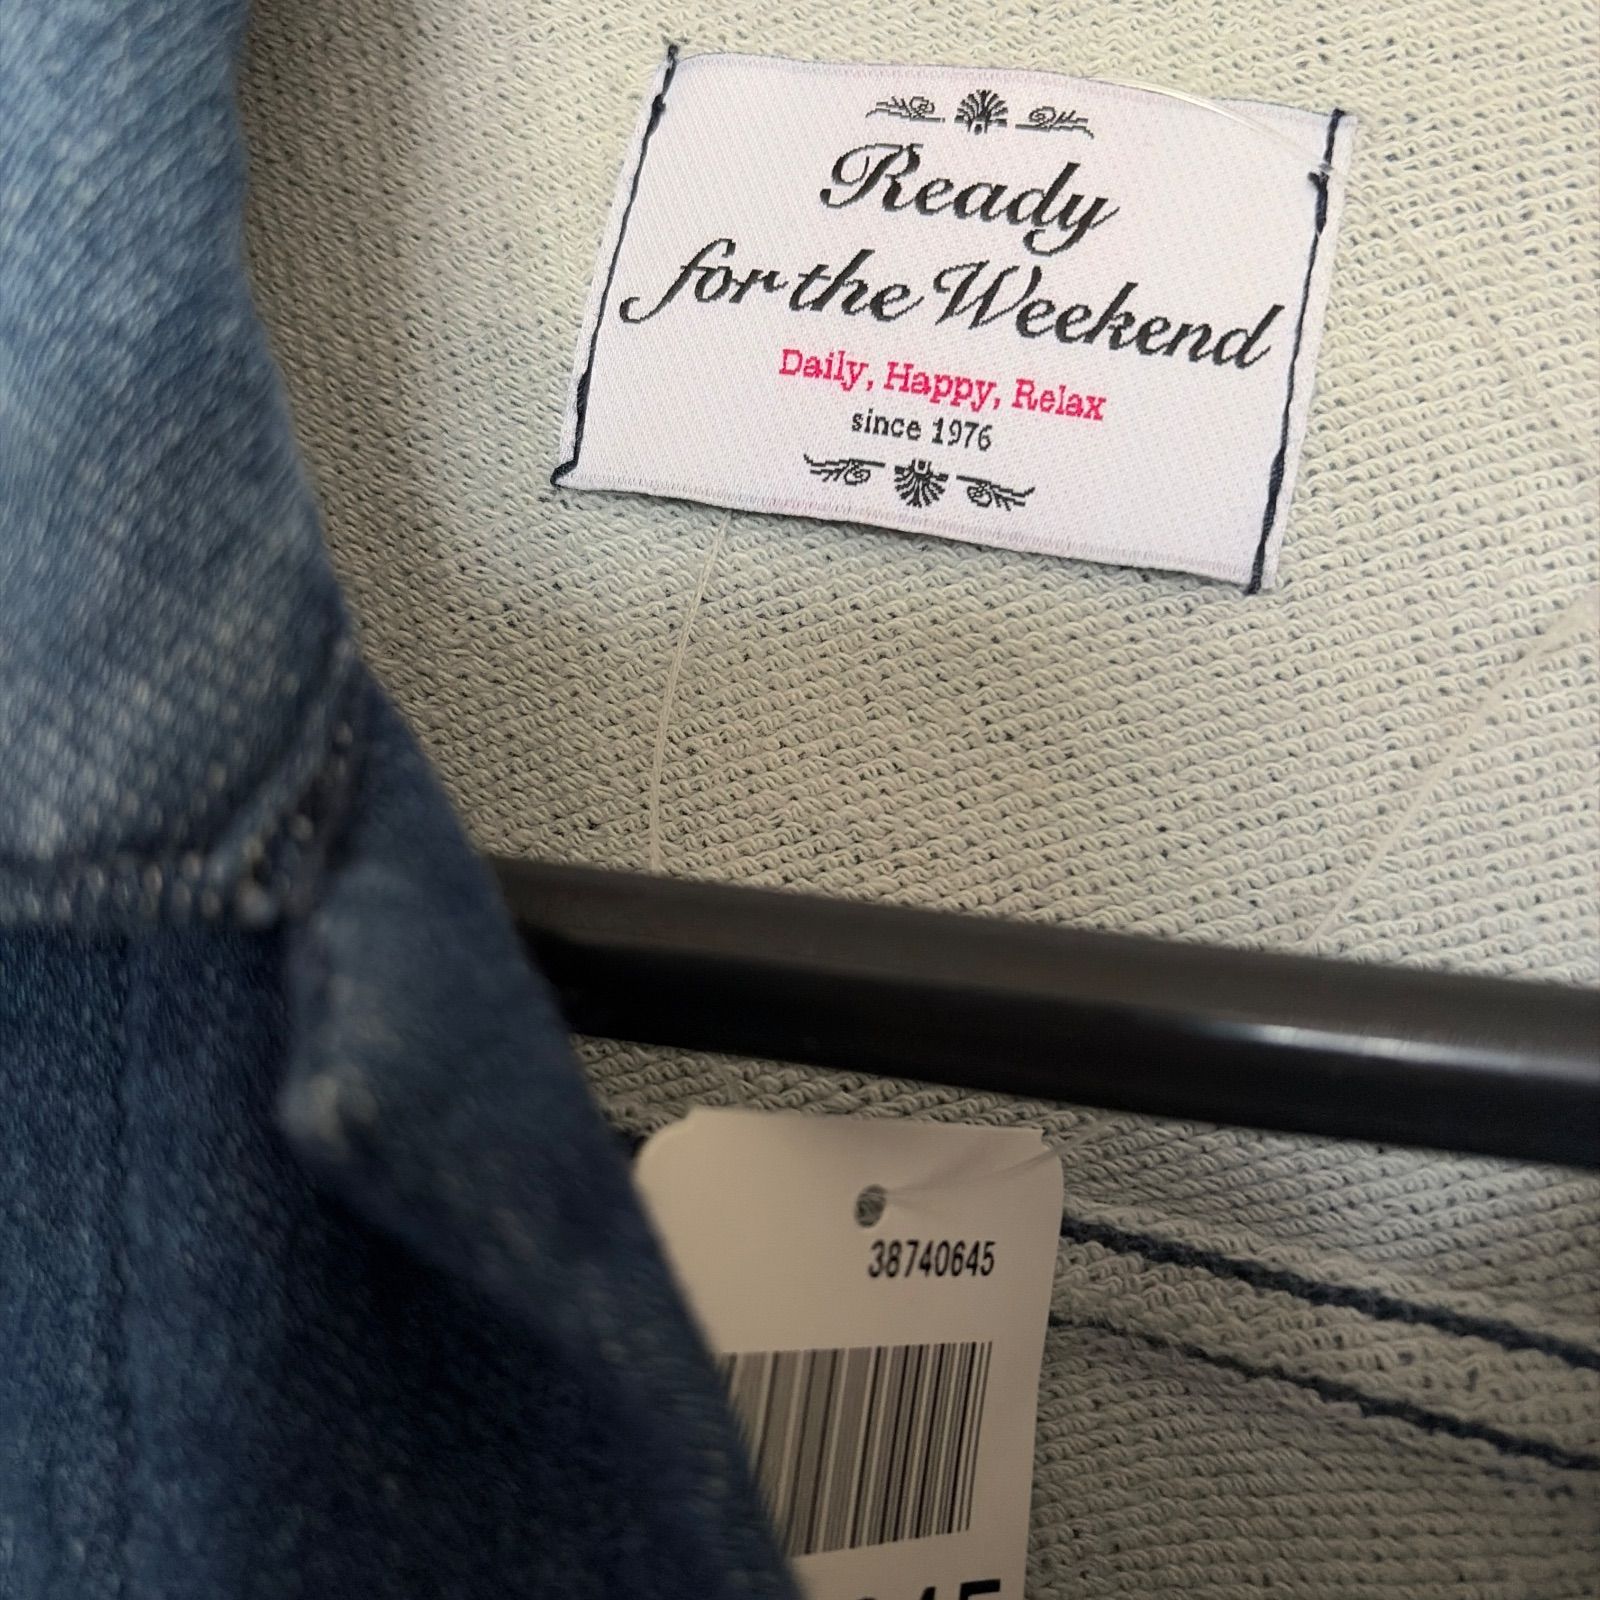 Ready
for the Weekend
Daily, Happy, Relax
since 1976
38740645